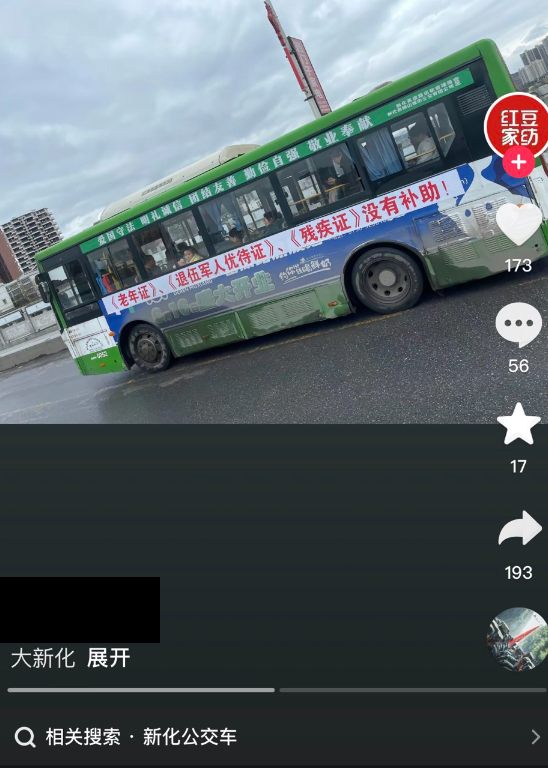 爱国守法 明礼诚信 团结友善 勤俭自强 敬业奉献
《老年证》、《退伍军人优待证》、《残疾证》没有补助！
大开业
红豆
家纺
173
56
17
193
大新化 展开
相关搜索 · 新化公交车